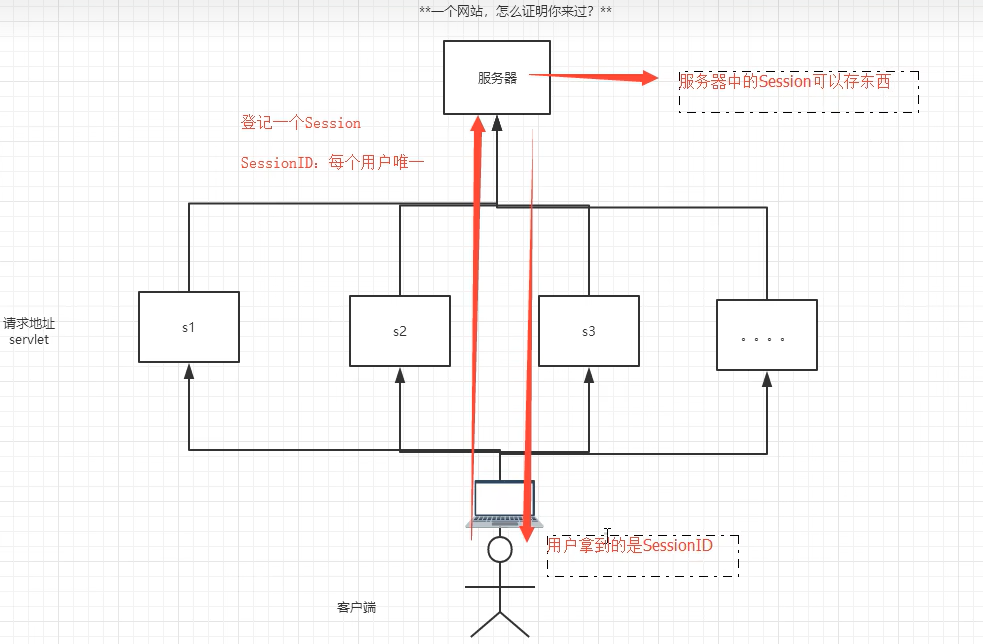 **一个网站，怎么证明你来过？**
服务器
服务器中的Session可以存东西
登记一个Session
SessionID：每个用户唯一
请求地址
servlet
s1
s2
s3
。。。。
用户拿到的是SessionID
客户端